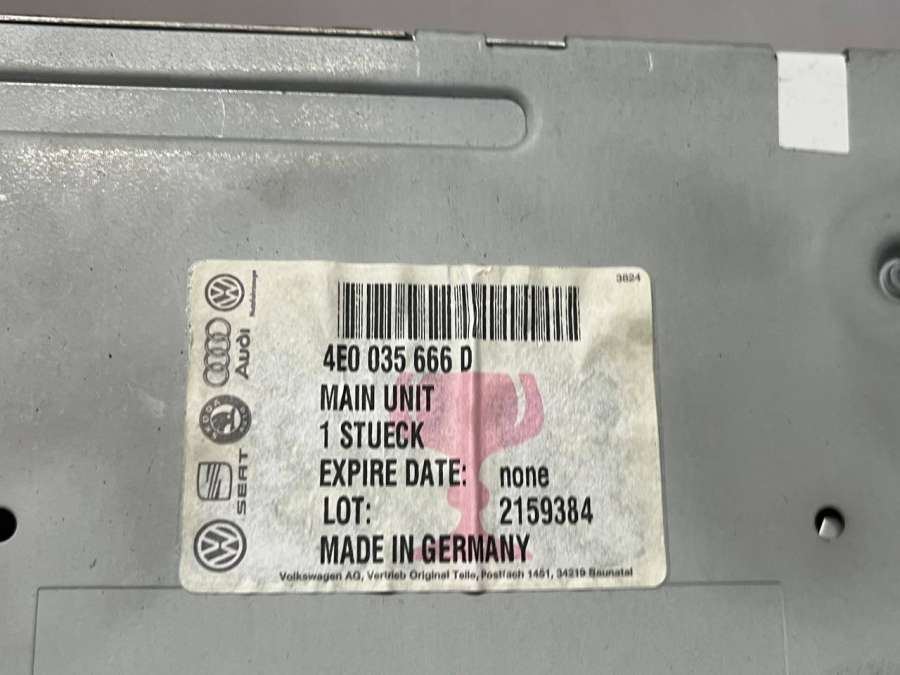 3824
4E0 035 666 D
MAIN UNIT
1 STUECK
EXPIRE DATE: none
LOT: 2159384
MADE IN GERMANY
Volkswagen AG, Vertrieb Original Teile, Postfach 1451, 34219 Baunatal
Audi
SKODA
SEAT